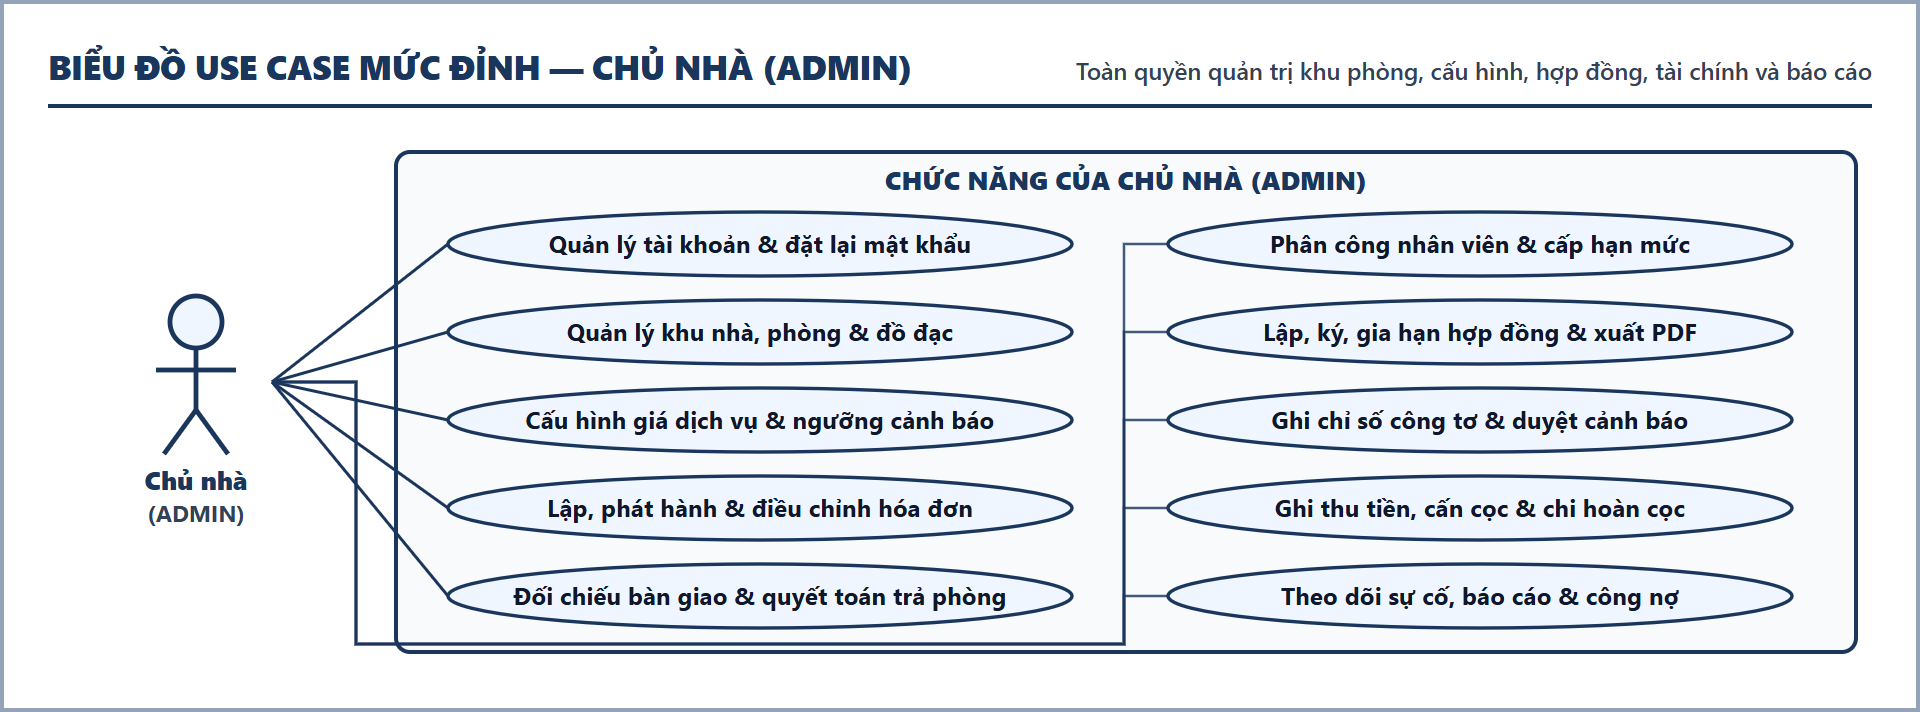 BIỂU ĐỒ USE CASE MỨC ĐỈNH — CHỦ NHÀ (ADMIN)
Toàn quyền quản trị khu phòng, cấu hình, hợp đồng, tài chính và báo cáo
CHỨC NĂNG CỦA CHỦ NHÀ (ADMIN)
Quản lý tài khoản & đặt lại mật khẩu
Phân công nhân viên & cấp hạn mức
Quản lý khu nhà, phòng & đồ đạc
Lập, ký, gia hạn hợp đồng & xuất PDF
Cấu hình giá dịch vụ & ngưỡng cảnh báo
Ghi chỉ số công tơ & duyệt cảnh báo
Chủ nhà
(ADMIN)
Lập, phát hành & điều chỉnh hóa đơn
Ghi thu tiền, cấn cọc & chi hoàn cọc
Đối chiếu bàn giao & quyết toán trả phòng
Theo dõi sự cố, báo cáo & công nợ